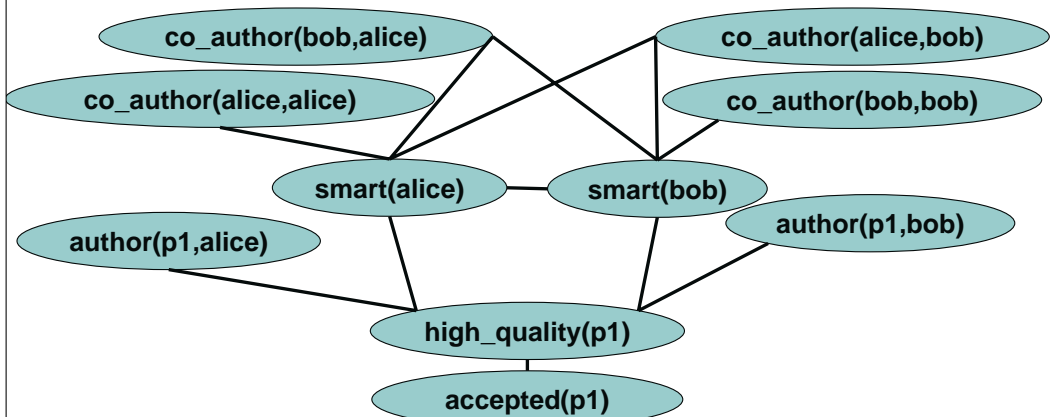 co_author(bob,alice)
co_author(alice,bob)
co_author(alice,alice)
co_author(bob,bob)
smart(alice)
smart(bob)
author(p1,alice)
author(p1,bob)
high_quality(p1)
accepted(p1)